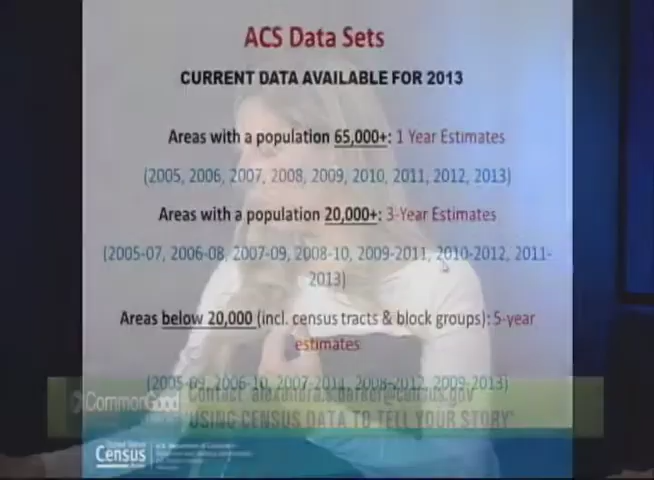 ACS Data Sets
CURRENT DATA AVAILABLE FOR 2013
Areas with a population 65,000+: 1 Year Estimates
(2005, 2006, 2007, 2008, 2009, 2010, 2011, 2012, 2013)
Areas with a population 20,000+: 3-Year Estimates
(2005-07, 2006-08, 2007-09, 2008-10, 2009-2011, 2010-2012, 2011-
2013)
Areas below 20,000 (incl. census tracts & block groups): 5-year
estimates
(2005-09, 2006-10, 2007-2011, 2008-2012, 2009-2013)
Contact
CommonGood
"USING CENSUS DATA TO TELL YOUR STORY"
United States
Census